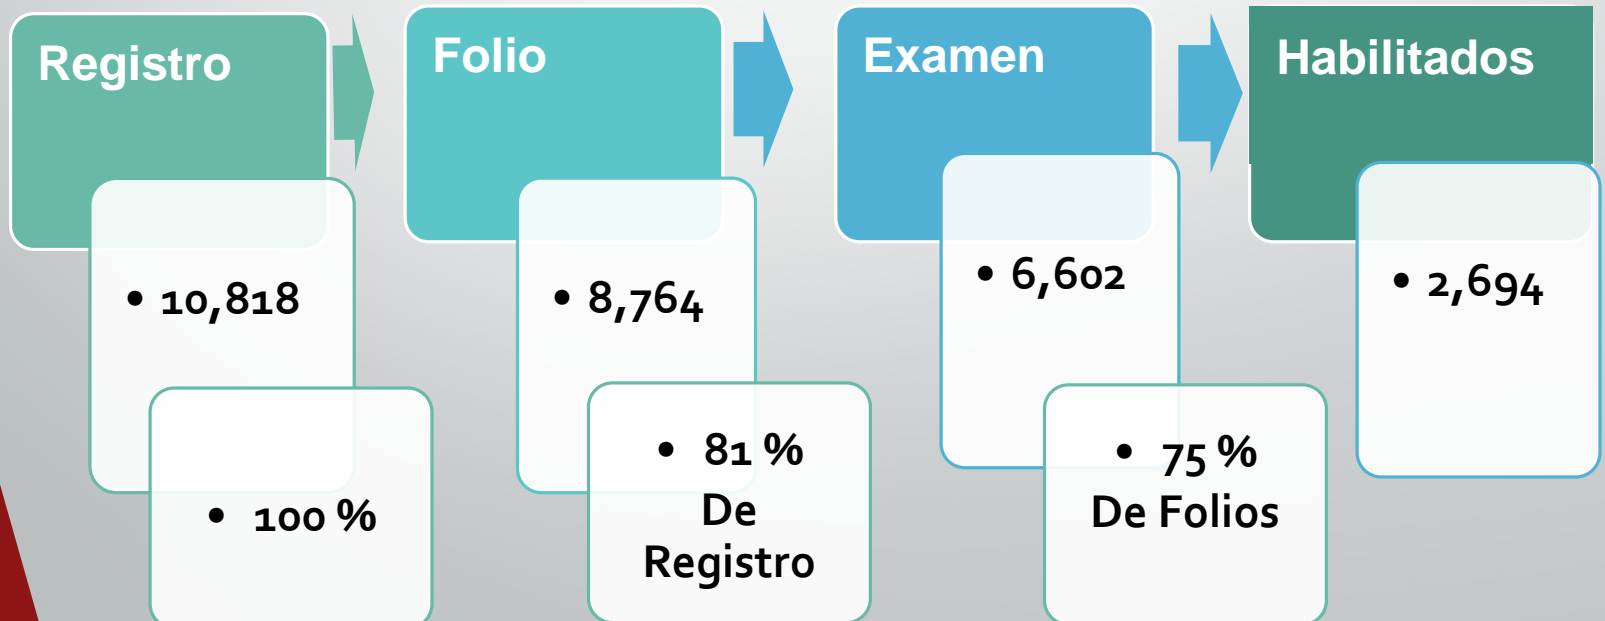 Registro
• 10,818
• 100 %
Folio
• 8,764
• 81 %
De
Registro
Examen
• 6,602
• 75 %
De Folios
Habilitados
• 2,694